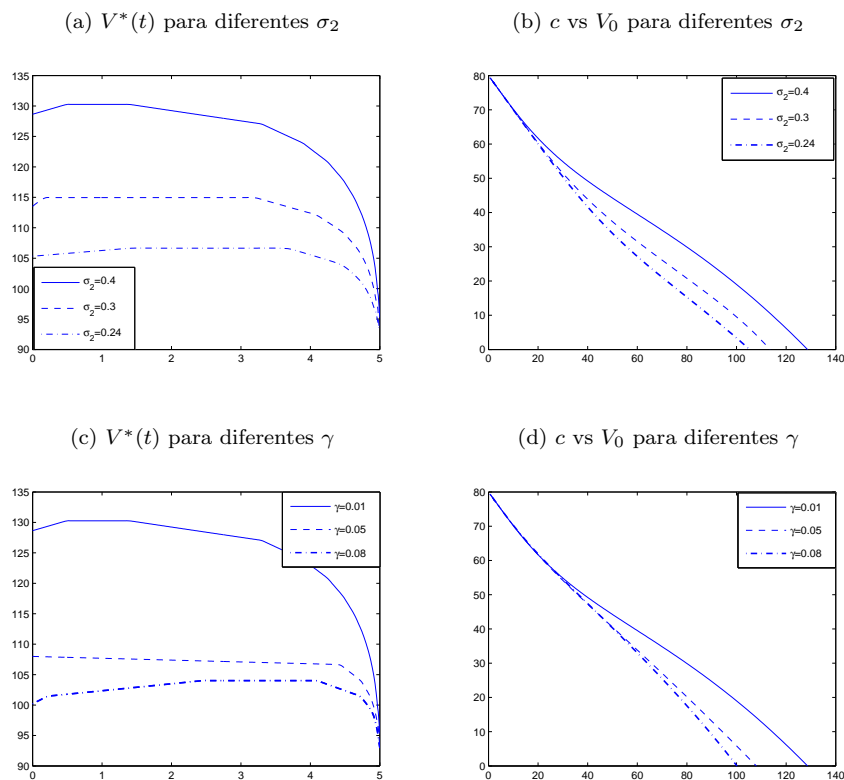 (a) V*(t) para diferentes σ₂
(b) c vs V₀ para diferentes σ₂
135
130
125
120
115
110
105
100
95
90
0 1 2 3 4 5
σ₂=0.4
σ₂=0.3
σ₂=0.24
80
70
60
50
40
30
20
10
0
0 20 40 60 80 100 120 140
σ₂=0.4
σ₂=0.3
σ₂=0.24
(c) V*(t) para diferentes γ
(d) c vs V₀ para diferentes γ
135
130
125
120
115
110
105
100
95
90
0 1 2 3 4 5
γ=0.01
γ=0.05
γ=0.08
80
70
60
50
40
30
20
10
0
0 20 40 60 80 100 120 140
γ=0.01
γ=0.05
γ=0.08